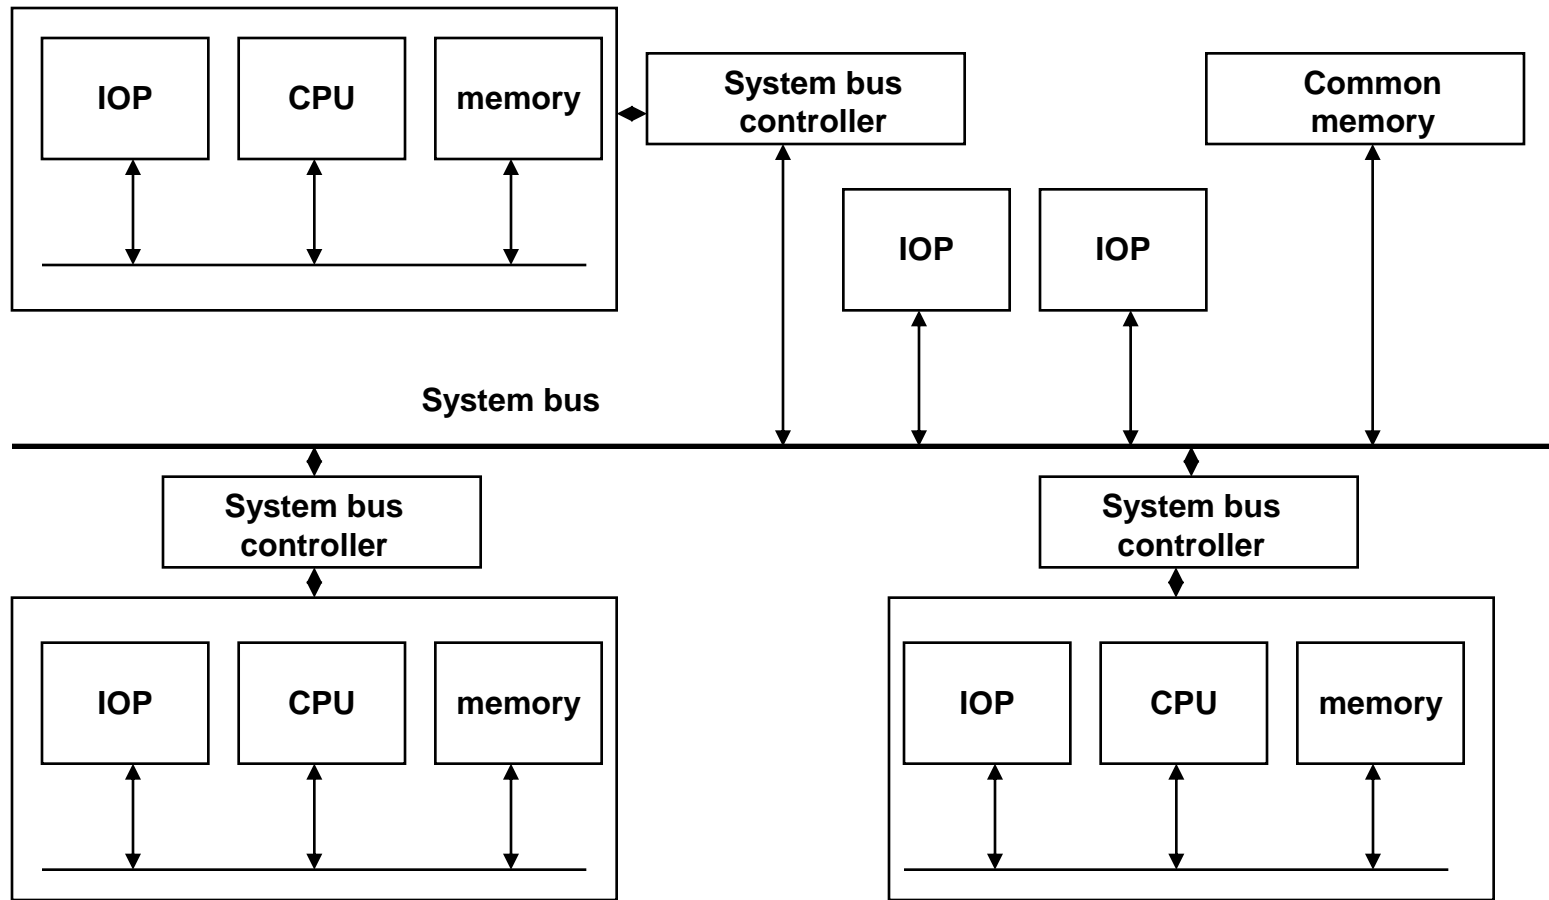 IOP
CPU
memory
System bus
controller
Common
memory
IOP
IOP
System bus
System bus
controller
System bus
controller
IOP
CPU
memory
IOP
CPU
memory